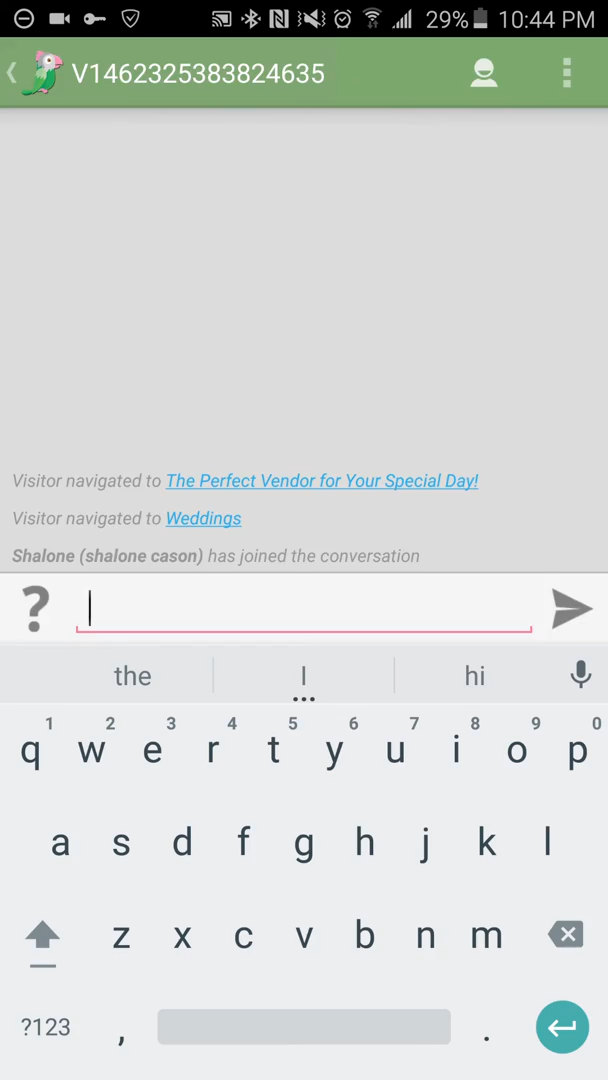 29% 10:44 PM
V1462325383824635
Visitor navigated to The Perfect Vendor for Your Special Day!
Visitor navigated to Weddings
Shalone (shalone cason) has joined the conversation
?
the I hi
...
1 2 3 4 5 6 7 8 9 0
q w e r t y u i o p
a s d f g h j k l
z x c v b n m
?123 , .